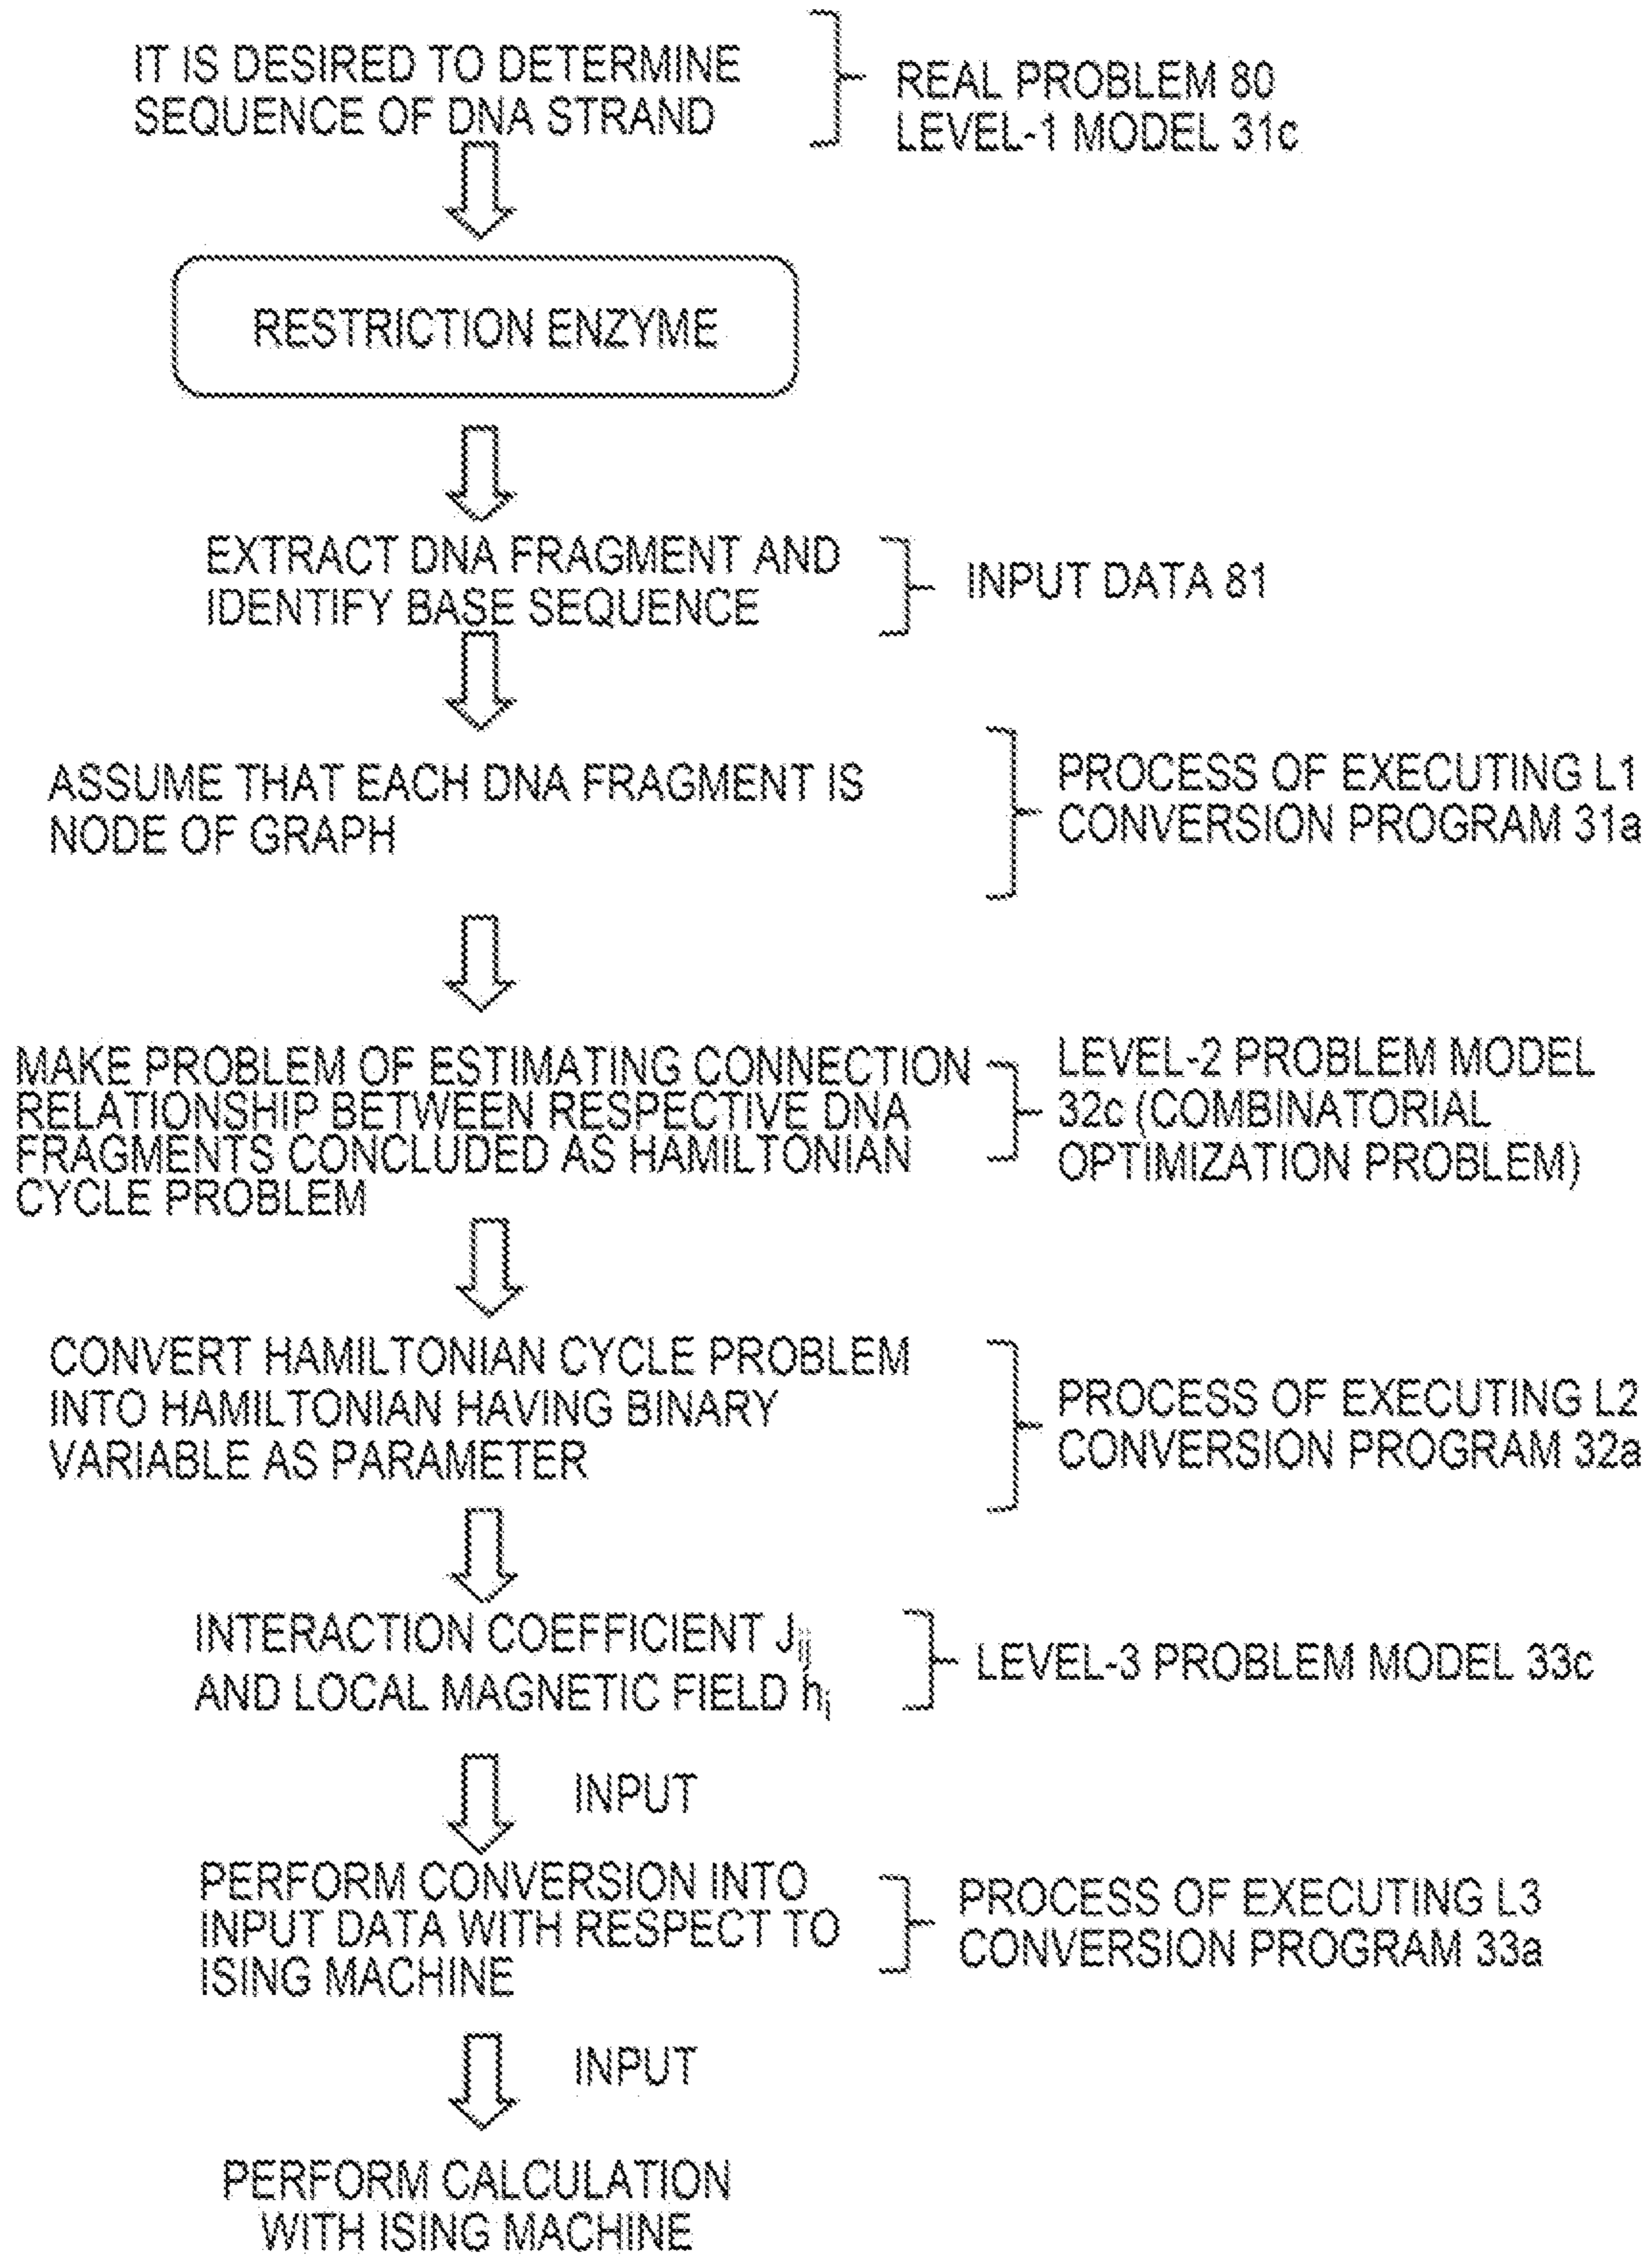 IT IS DESIRED TO DETERMINE
SEQUENCE OF DNA STRAND
REAL PROBLEM 80
LEVEL-1 MODEL 31c
RESTRICTION ENZYME
EXTRACT DNA FRAGMENT AND
IDENTIFY BASE SEQUENCE
INPUT DATA 81
ASSUME THAT EACH DNA FRAGMENT IS
NODE OF GRAPH
PROCESS OF EXECUTING L1
CONVERSION PROGRAM 31a
MAKE PROBLEM OF ESTIMATING CONNECTION
RELATIONSHIP BETWEEN RESPECTIVE DNA
FRAGMENTS CONCLUDED AS HAMILTONIAN
CYCLE PROBLEM
LEVEL-2 PROBLEM MODEL
32c (COMBINATORIAL
OPTIMIZATION PROBLEM)
CONVERT HAMILTONIAN CYCLE PROBLEM
INTO HAMILTONIAN HAVING BINARY
VARIABLE AS PARAMETER
PROCESS OF EXECUTING L2
CONVERSION PROGRAM 32a
INTERACTION COEFFICIENT Jij
AND LOCAL MAGNETIC FIELD hi
LEVEL-3 PROBLEM MODEL 33c
INPUT
PERFORM CONVERSION INTO
INPUT DATA WITH RESPECT TO
ISING MACHINE
PROCESS OF EXECUTING L3
CONVERSION PROGRAM 33a
INPUT
PERFORM CALCULATION
WITH ISING MACHINE